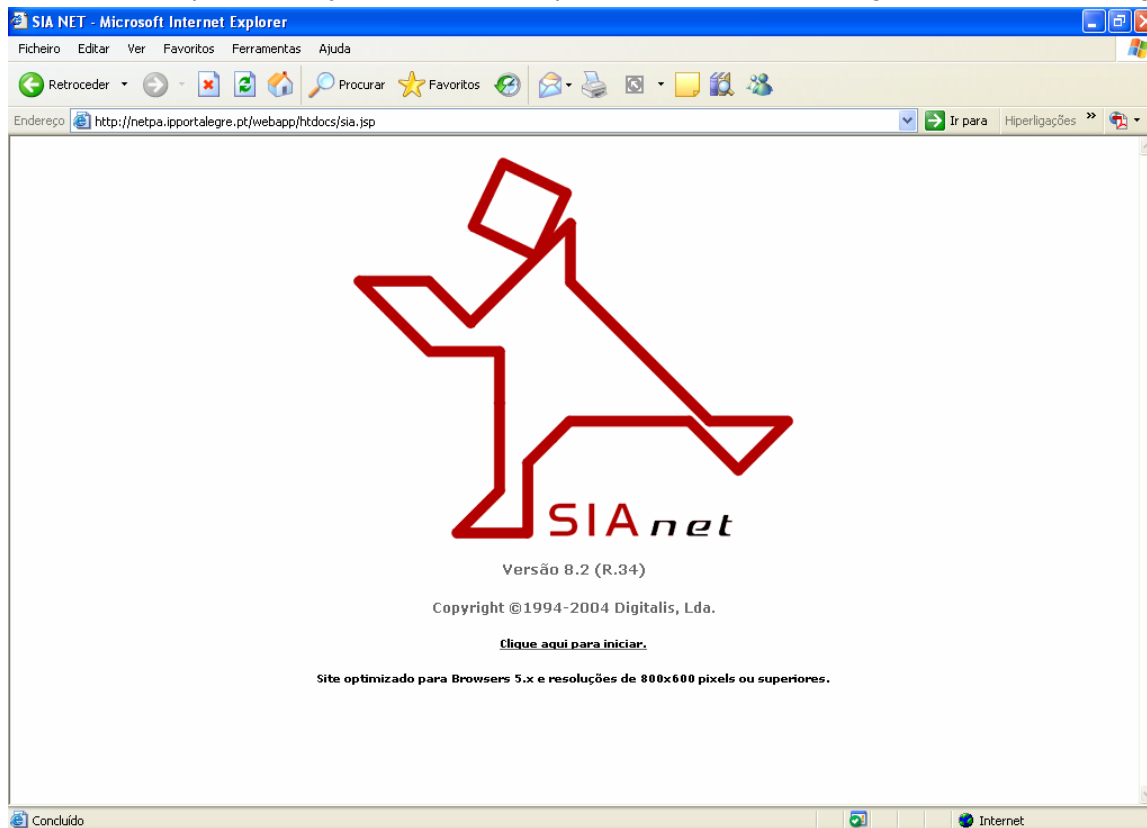 SIA NET - Microsoft Internet Explorer
Ficheiro Editar Ver Favoritos Ferramentas Ajuda
Retroceder Procurar Favoritos
Endereço http://netpa.ipportalegre.pt/webapp/htdocs/sia.jsp Ir para Hiperligações »
SIA net
Versão 8.2 (R.34)
Copyright ©1994-2004 Digitalis, Lda.
Clique aqui para iniciar.
Site optimizado para Browsers 5.x e resoluções de 800x600 pixels ou superiores.
Concluído Internet